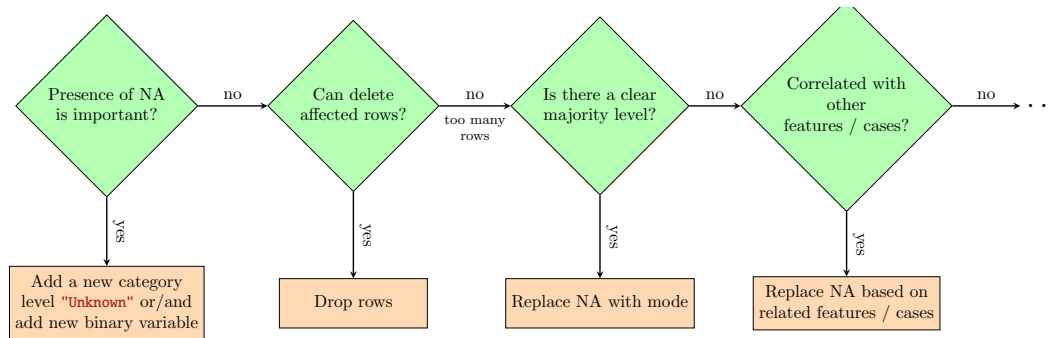 Presence of NA
is important?
no
Can delete
affected rows?
no
too many
rows
Is there a clear
majority level?
no
Correlated with
other
features / cases?
no
yes
yes
yes
yes
Add a new category
level "Unknown" or/and
add new binary variable
Drop rows
Replace NA with mode
Replace NA based on
related features / cases